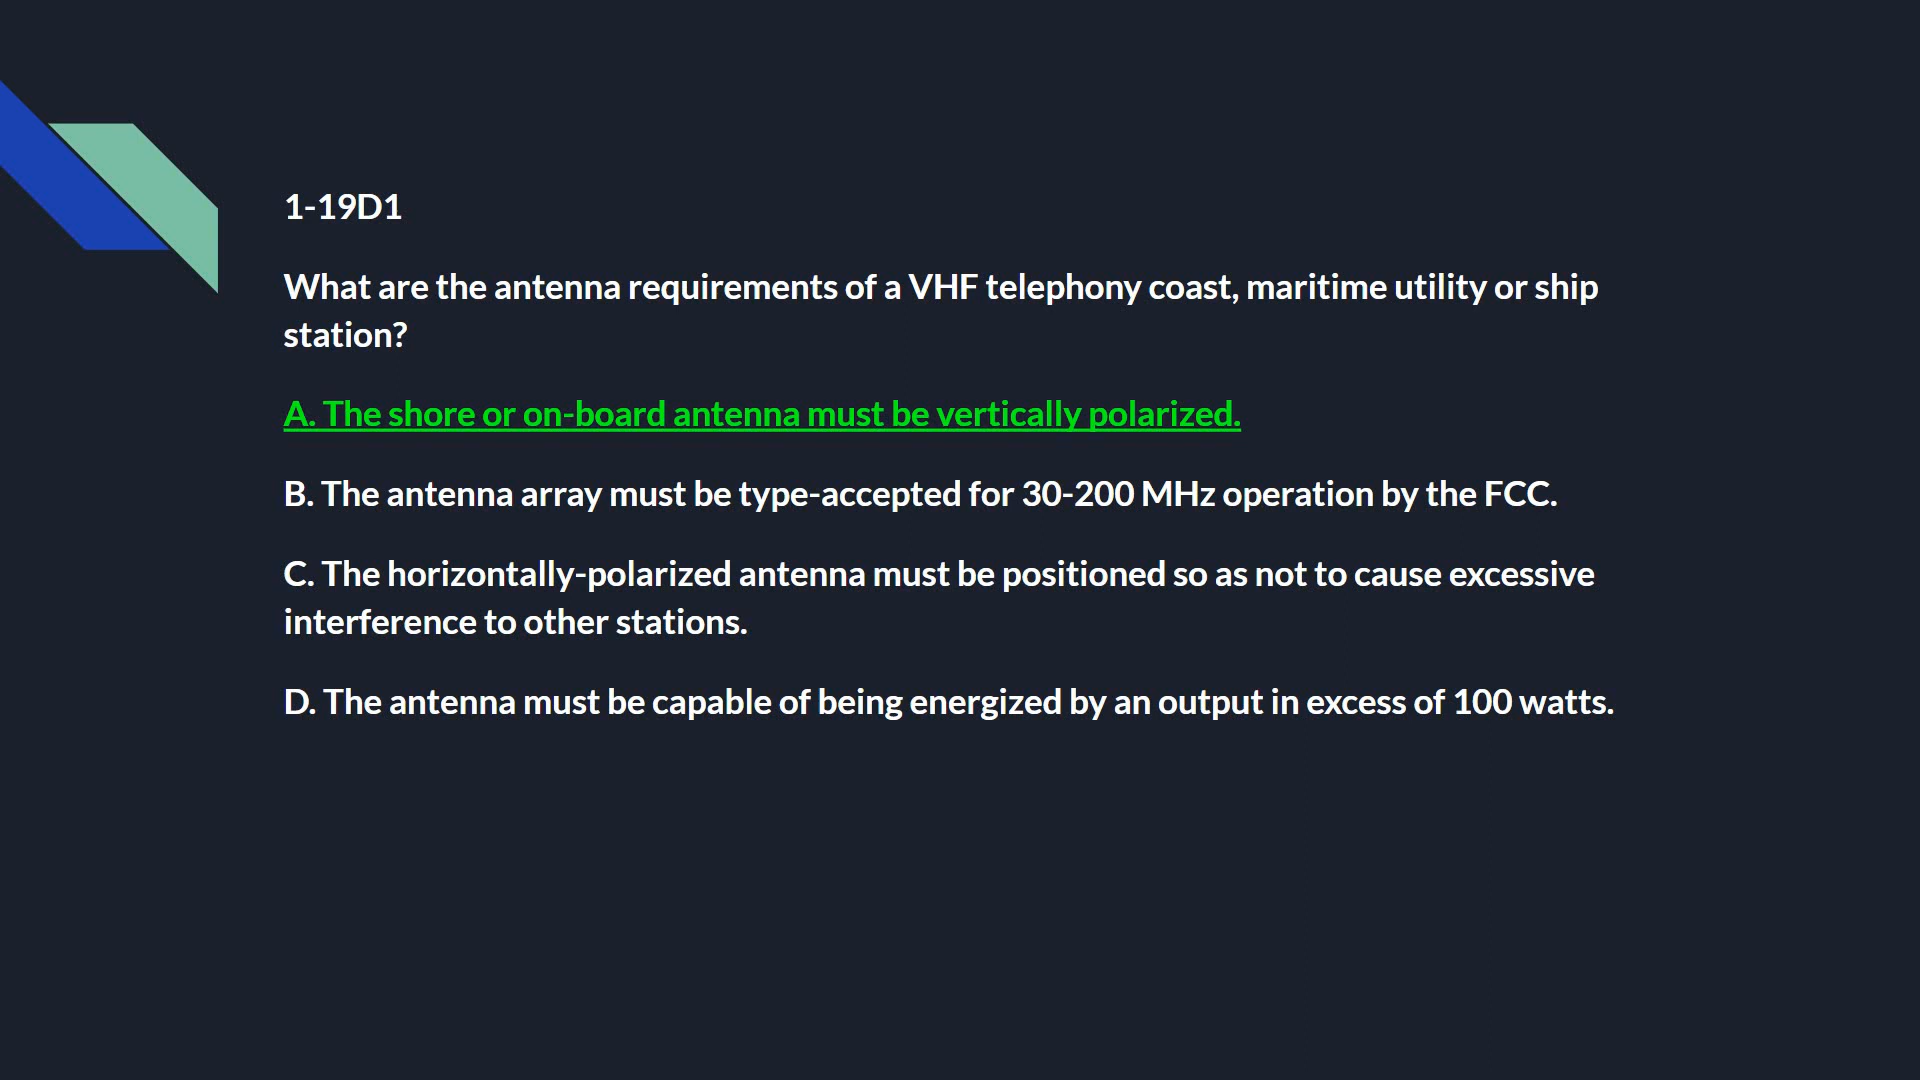 1-19D1
What are the antenna requirements of a VHF telephony coast, maritime utility or ship
station?
A. The shore or on-board antenna must be vertically polarized.
B. The antenna array must be type-accepted for 30-200 MHz operation by the FCC.
C. The horizontally-polarized antenna must be positioned so as not to cause excessive
interference to other stations.
D. The antenna must be capable of being energized by an output in excess of 100 watts.